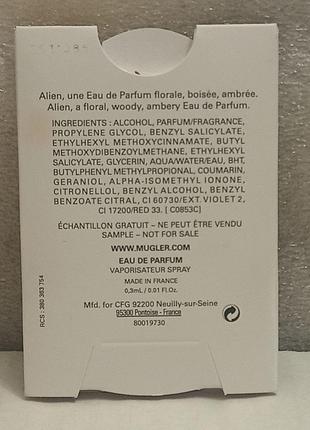 Alien, une Eau de Parfum florale, boisée, ambrée.
Alien, a floral, woody, ambery Eau de Parfum.
INGREDIENTS : ALCOHOL, PARFUM/FRAGRANCE,
PROPYLENE GLYCOL, BENZYL SALICYLATE,
ETHYLHEXYL METHOXYCINNAMATE, BUTYL
METHOXYDIBENZOYLMETHANE, ETHYLHEXYL
SALICYLATE, GLYCERIN, AQUA/WATER/EAU, BHT,
BUTYLPHENYL METHYLPROPIONAL, COUMARIN,
GERANIOL, ALPHA-ISOMETHYL IONONE,
CITRONELLOL, BENZYL ALCOHOL, BENZYL
BENZOATE CITRAL, CI 60730/EXT. VIOLET 2,
CI 17200/RED 33. [ C0853C]
ÉCHANTILLON GRATUIT – NE PEUT ÊTRE VENDU
SAMPLE – NOT FOR SALE
WWW.MUGLER.COM
EAU DE PARFUM
VAPORISATEUR SPRAY
MADE IN FRANCE
0,3mL / 0.01 Fl.Oz.
Mfd. for CFG 92200 Neuilly-sur-Seine
95300 Pontoise - France
80019730
RCS : 380 383 754